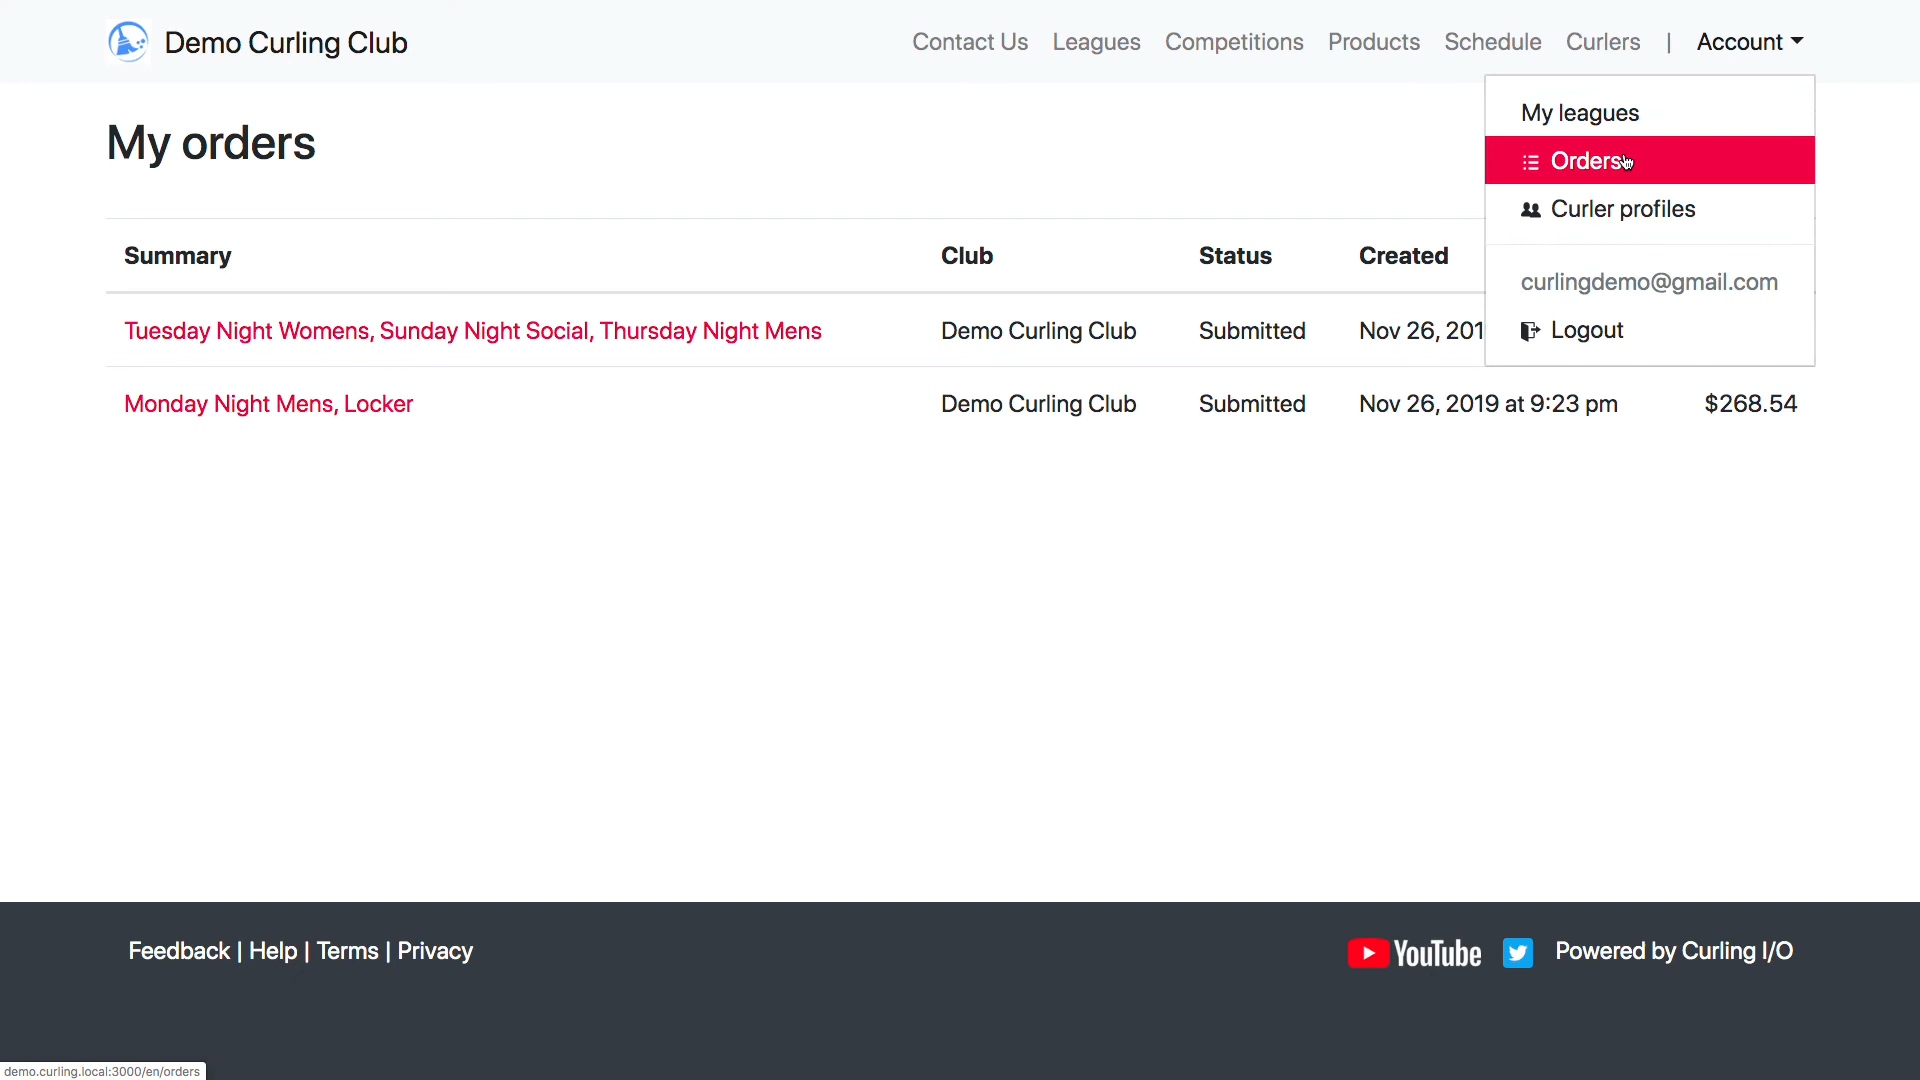 Demo Curling Club
Contact Us Leagues Competitions Products Schedule Curlers | Account
My leagues
Orders
Curler profiles
curlingdemo@gmail.com
Logout
My orders
Summary Club Status Created
Tuesday Night Womens, Sunday Night Social, Thursday Night Mens Demo Curling Club Submitted Nov 26, 201
Monday Night Mens, Locker Demo Curling Club Submitted Nov 26, 2019 at 9:23 pm $268.54
Feedback | Help | Terms | Privacy
YouTube Powered by Curling I/O
demo.curling.local:3000/en/orders